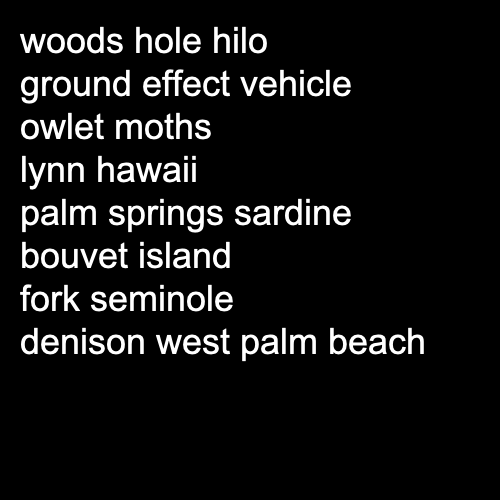 woods hole hilo
ground effect vehicle
owlet moths
lynn hawaii
palm springs sardine
bouvet island
fork seminole
denison west palm beach